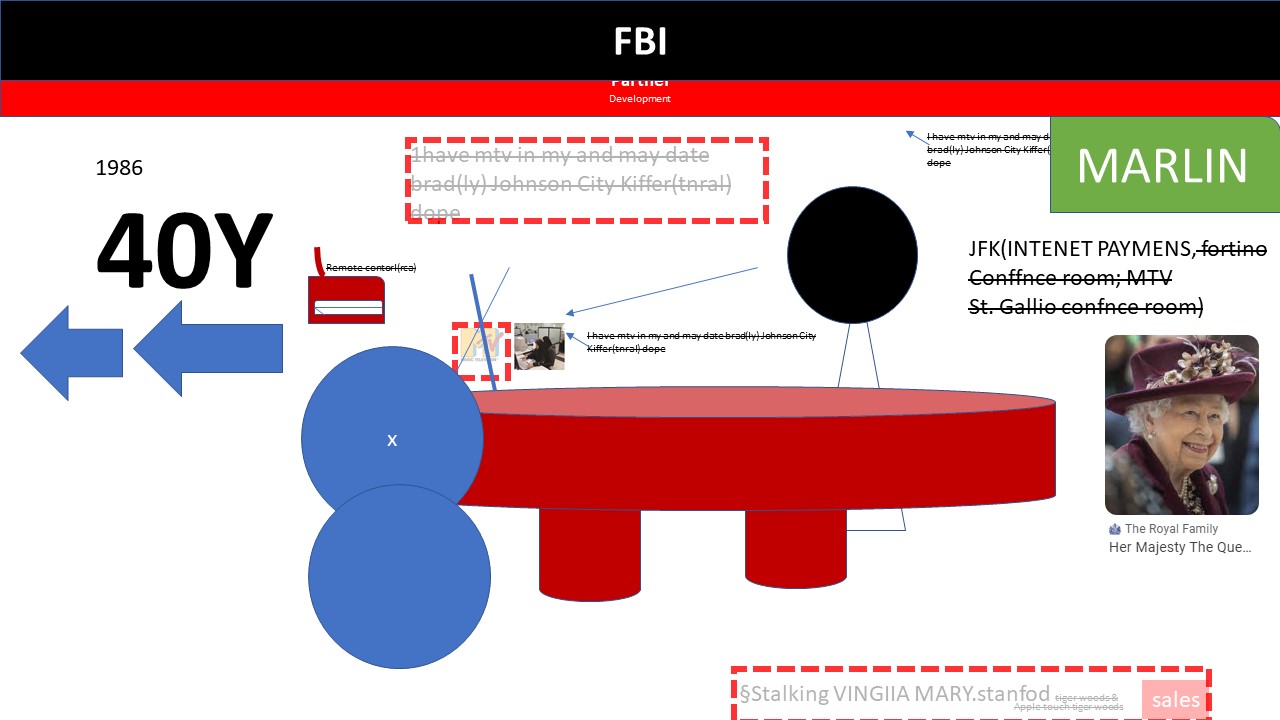 FBI
Partner
Development
1986
40Y
1have mtv in my and may date
brad(ly) Johnson City Kiffer(tnral)
dope
I have mtv in my and may d
brad(ly) Johnson City Kiffer(
dope
MARLIN
JFK(INTENET PAYMENS, fortino
Conffnce room; MTV
St. Gallio confnce room)
Remote contorl(rca)
I have mtv in my and may date brad(ly) Johnson City
Kiffer(tnral) dope
x
The Royal Family
Her Majesty The Que...
§Stalking VINGIIA MARY.stanfod tiger woods &
Apple touch tiger woods
sales